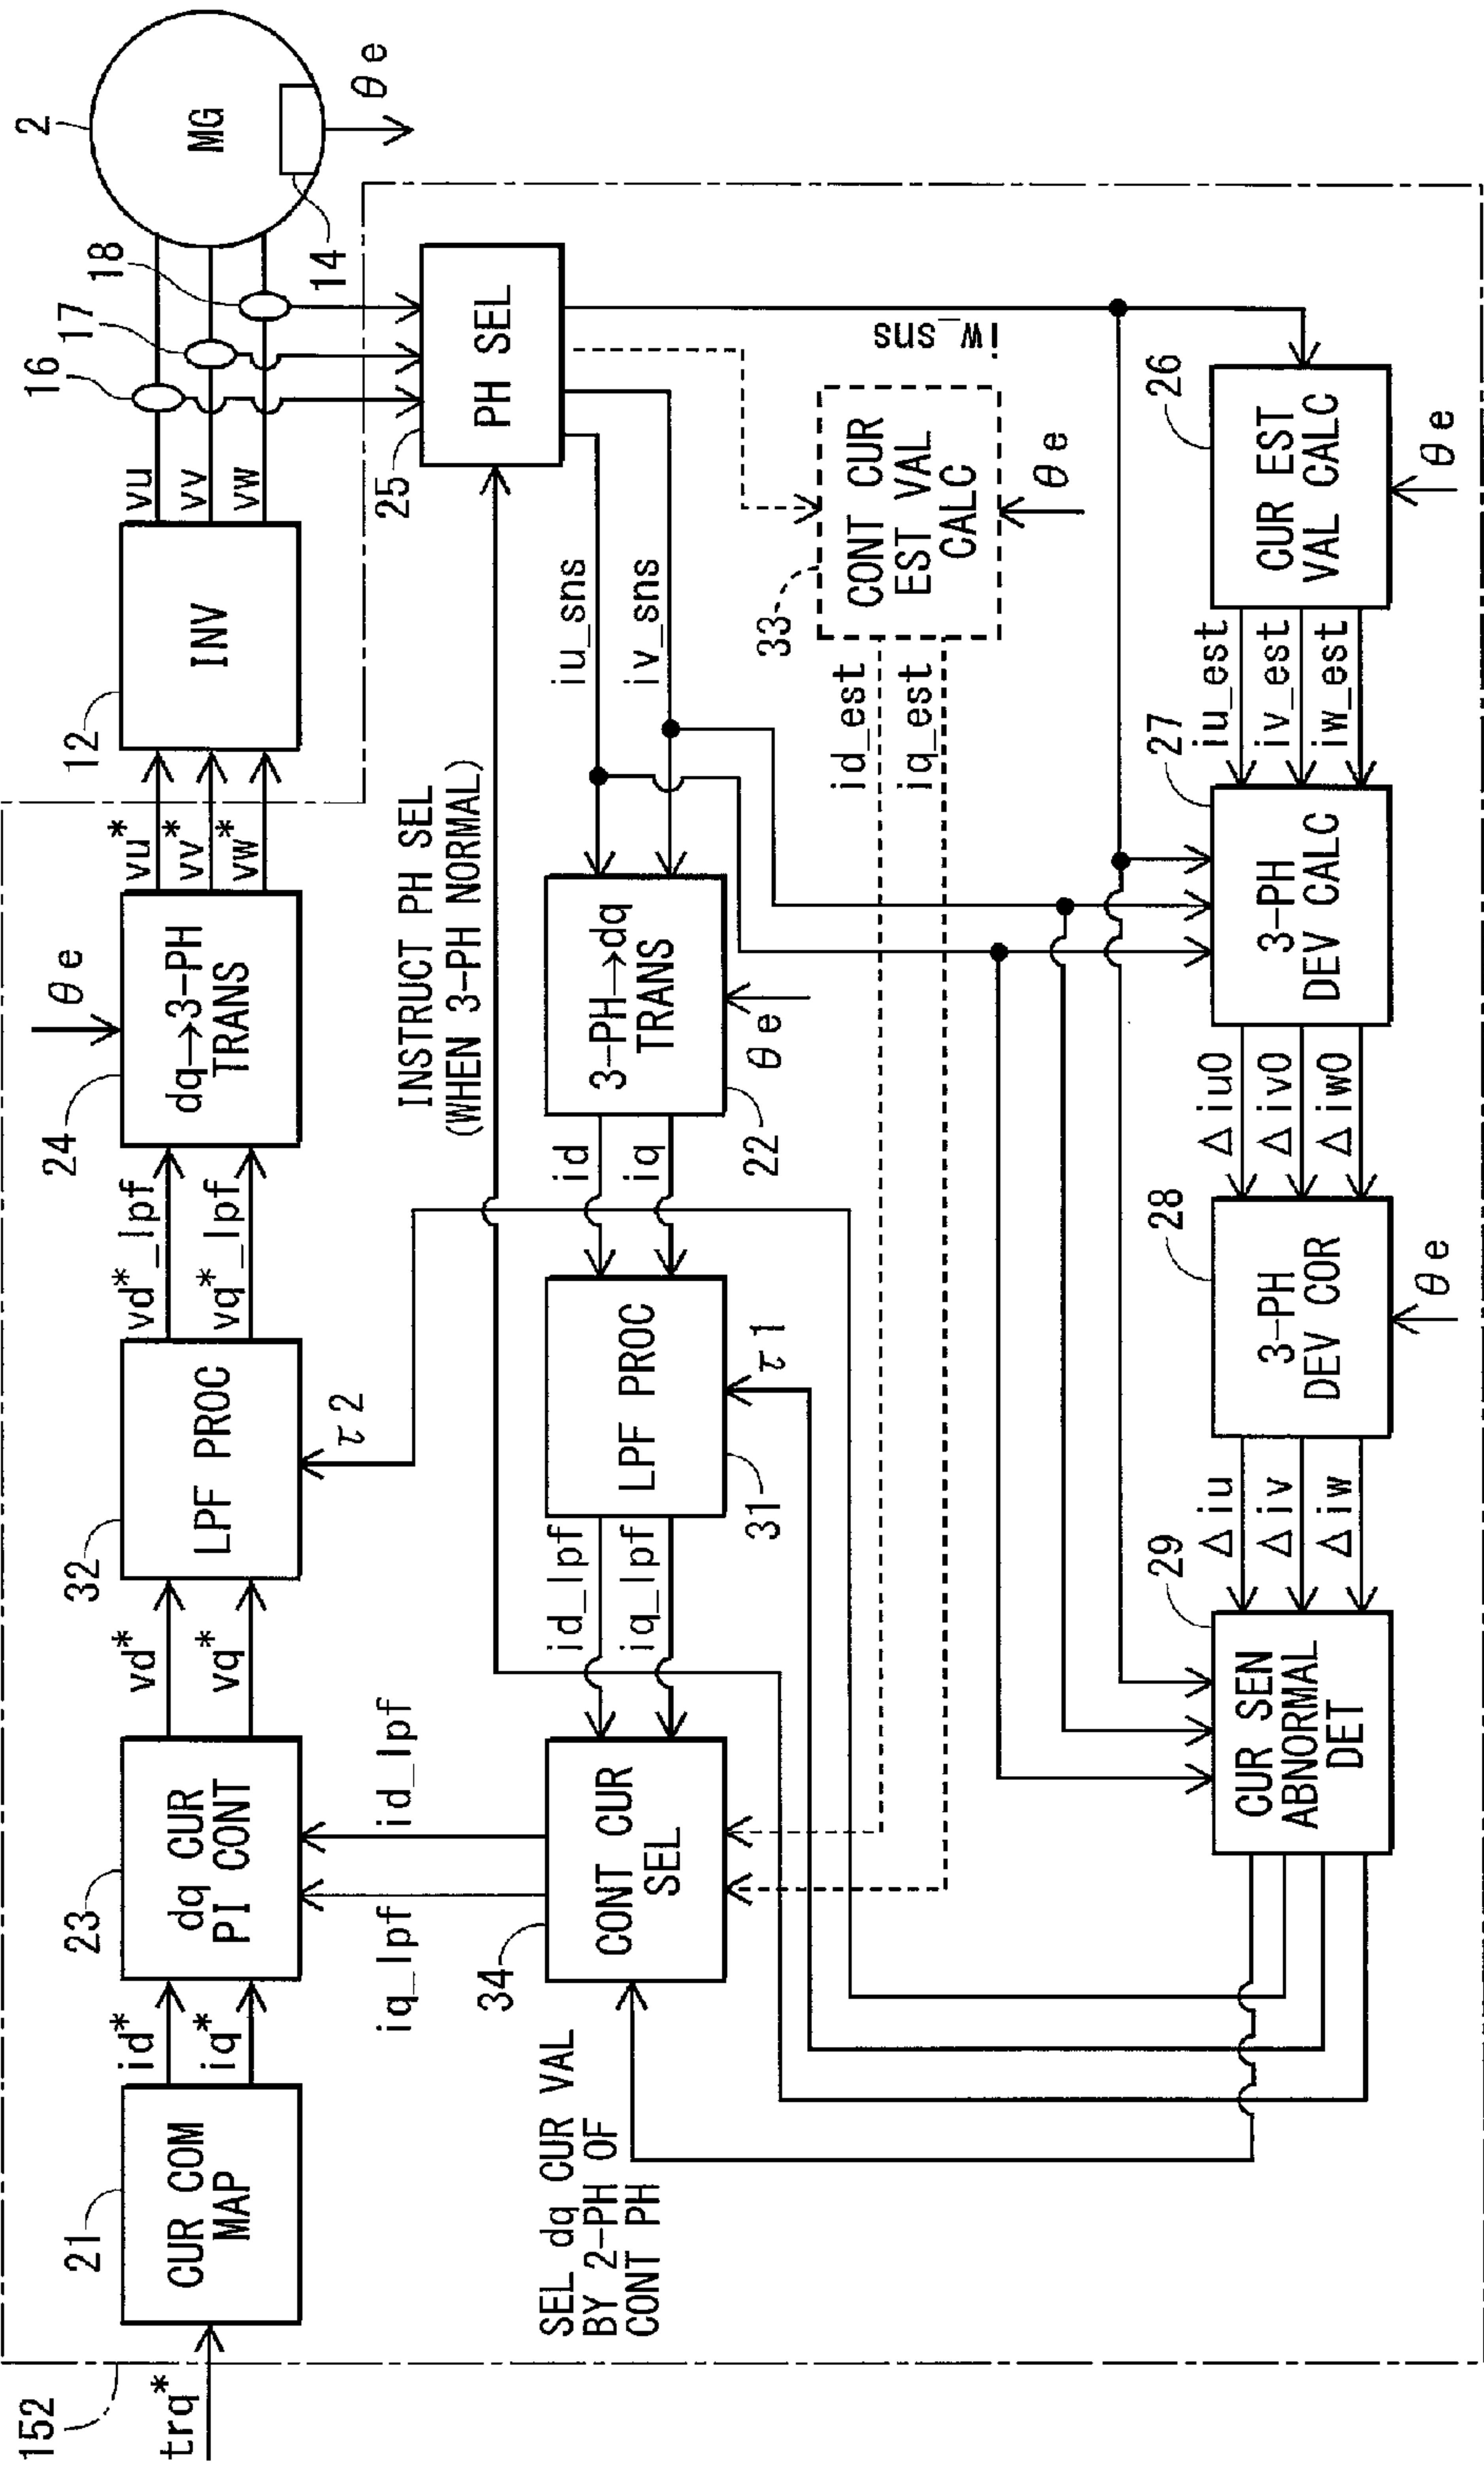 152
trq*
21
CUR COM
MAP
id*
iq*
23
dq CUR
PI CONT
vd*
vq*
32
LPF PROC
τ2
vd*_lpf
vq*_lpf
24
θe
dq→3-PH
TRANS
vu*
vv*
vw*
12
INV
vu
vv
vw
16
17
18
2
MG
14
θe
iq_lpf
id_lpf
INSTRUCT PH SEL
(WHEN 3-PH NORMAL)
25
PH SEL
SEL dq CUR VAL
BY 2-PH OF
CONT PH
34
CONT CUR
SEL
id_lpf
iq_lpf
31
LPF PROC
τ1
id
iq
22
3-PH→dq
TRANS
θe
iu_sns
iv_sns
iw_sns
id_est
iq_est
33
CONT CUR
EST VAL
CALC
θe
29
CUR SEN
ABNORMAL
DET
Δiu
Δiv
Δiw
28
3-PH
DEV COR
θe
Δiu0
Δiv0
Δiw0
27
3-PH
DEV CALC
iu_est
iv_est
iw_est
26
CUR EST
VAL CALC
θe